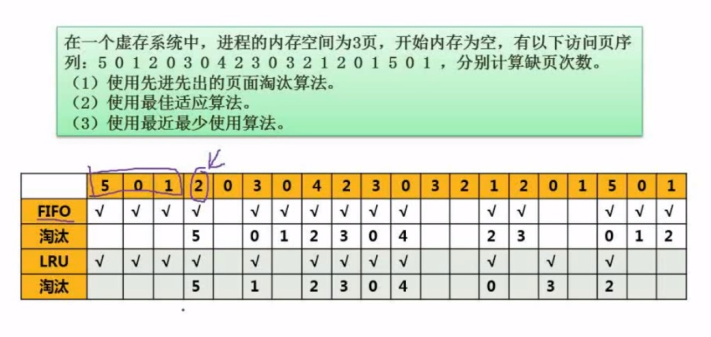 在一个虚存系统中，进程的内存空间为3页，开始内存为空，有以下访问页序
列：5 0 1 2 0 3 0 4 2 3 0 3 2 1 2 0 1 5 0 1，分别计算缺页次数。
（1）使用先进先出的页面淘汰算法。
（2）使用最佳适应算法。
（3）使用最近最少使用算法。
5 0 1 2 0 3 0 4 2 3 0 3 2 1 2 0 1 5 0 1
FIFO √ √ √ √ √ √ √ √ √ √ √ √ √ √ √
淘汰 5 0 1 2 3 0 4 2 3 0 1 2
LRU √ √ √ √ √ √ √ √ √ √ √ √
淘汰 5 1 2 3 0 4 0 3 2